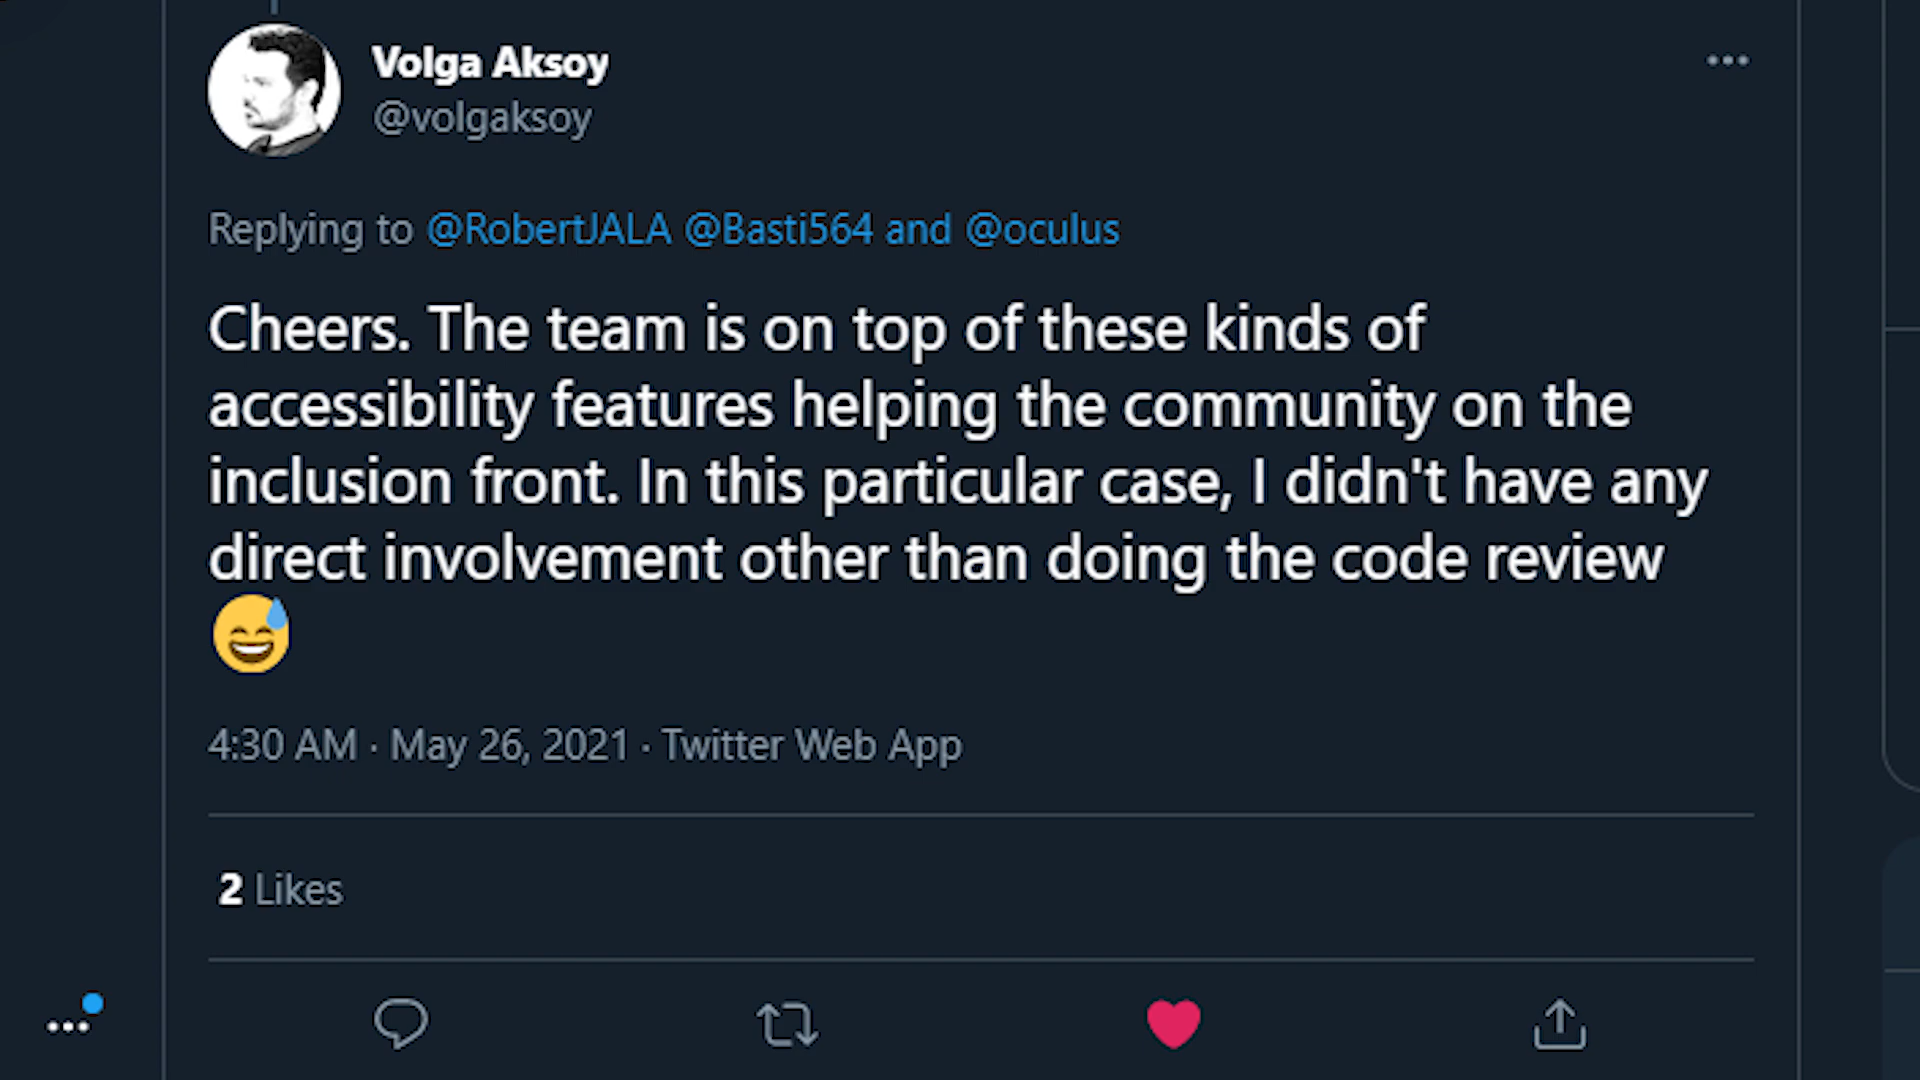 Volga Aksoy
@volgaksoy
Replying to @RobertJALA @Basti564 and @oculus
Cheers. The team is on top of these kinds of
accessibility features helping the community on the
inclusion front. In this particular case, I didn't have any
direct involvement other than doing the code review
😅
4:30 AM · May 26, 2021 · Twitter Web App
2 Likes